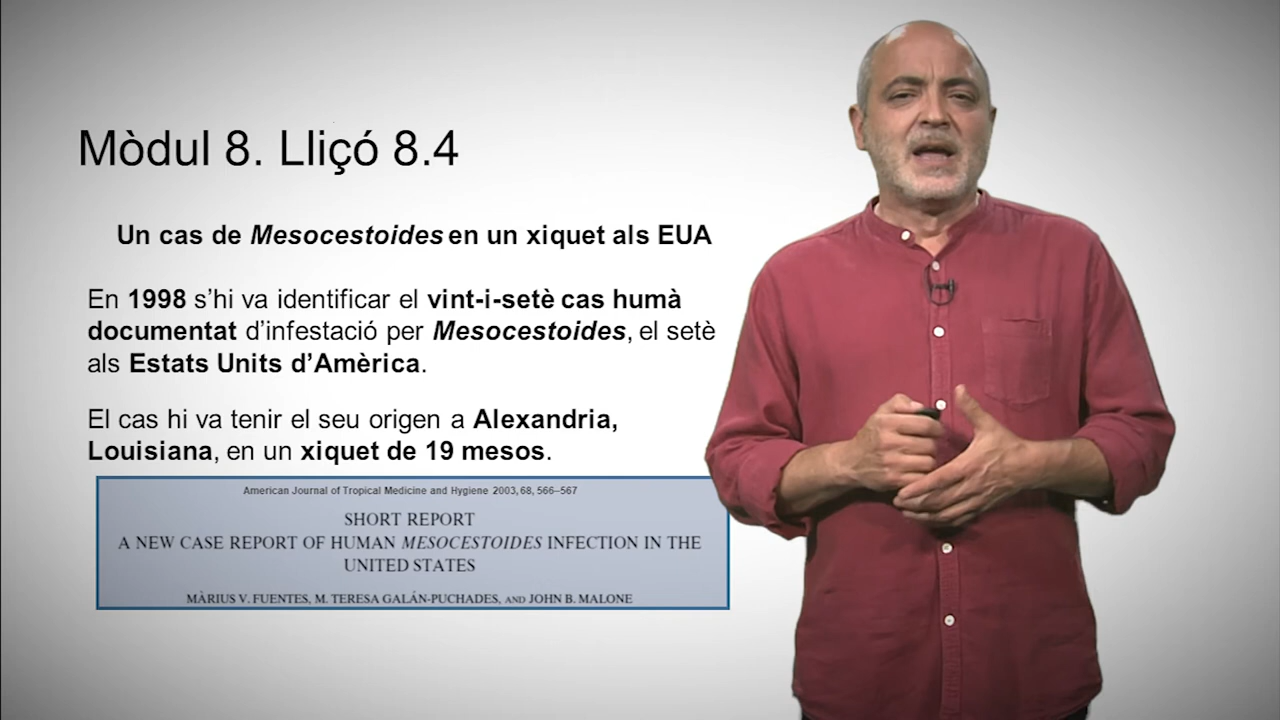 Mòdul 8. Lliçó 8.4
Un cas de Mesocestoides en un xiquet als EUA
En 1998 s’hi va identificar el vint-i-setè cas humà
documentat d’infestació per Mesocestoides, el setè
als Estats Units d’Amèrica.
El cas hi va tenir el seu origen a Alexandria,
Louisiana, en un xiquet de 19 mesos.
American Journal of Tropical Medicine and Hygiene 2003, 68, 566–567
SHORT REPORT
A NEW CASE REPORT OF HUMAN MESOCESTOIDES INFECTION IN THE
UNITED STATES
MÀRIUS V. FUENTES, M. TERESA GALÁN-PUCHADES, AND JOHN B. MALONE